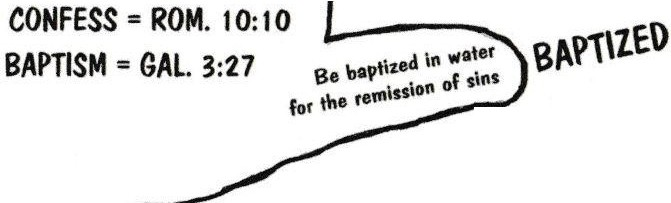 CONFESS = ROM. 10:10
BAPTISM = GAL. 3:27
Be baptized in water
for the remission of sins
BAPTIZED